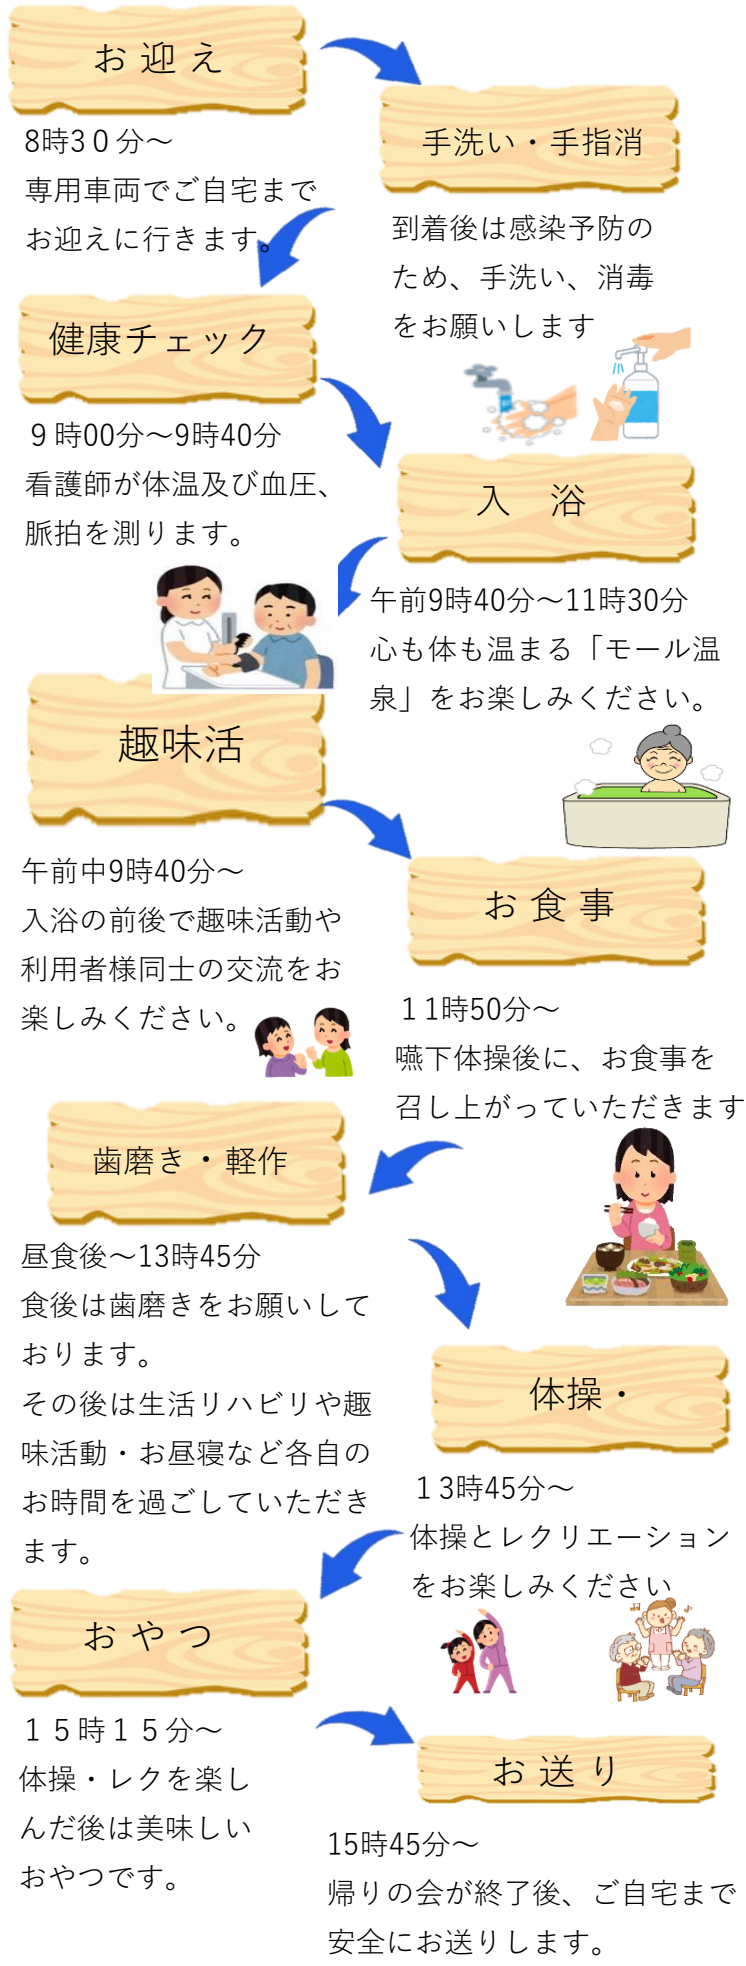 お迎え
8時30分～
専用車両でご自宅まで
お迎えに行きます。
手洗い・手指消
到着後は感染予防の
ため、手洗い、消毒
をお願いします
健康チェック
９時00分～9時40分
看護師が体温及び血圧、
脈拍を測ります。
入　浴
午前9時40分～11時30分
心も体も温まる「モール温
泉」をお楽しみください。
趣味活
午前中9時40分～
入浴の前後で趣味活動や
利用者様同士の交流をお
楽しみください。
お食事
１1時50分～
嚥下体操後に、お食事を
召し上がっていただきます
歯磨き・軽作
昼食後～13時45分
食後は歯磨きをお願いして
おります。
その後は生活リハビリや趣
味活動・お昼寝など各自の
お時間を過ごしていただき
ます。
体操・
１3時45分～
体操とレクリエーション
をお楽しみください
おやつ
１５時１５分～
体操・レクを楽し
んだ後は美味しい
おやつです。
お送り
15時45分～
帰りの会が終了後、ご自宅まで
安全にお送りします。